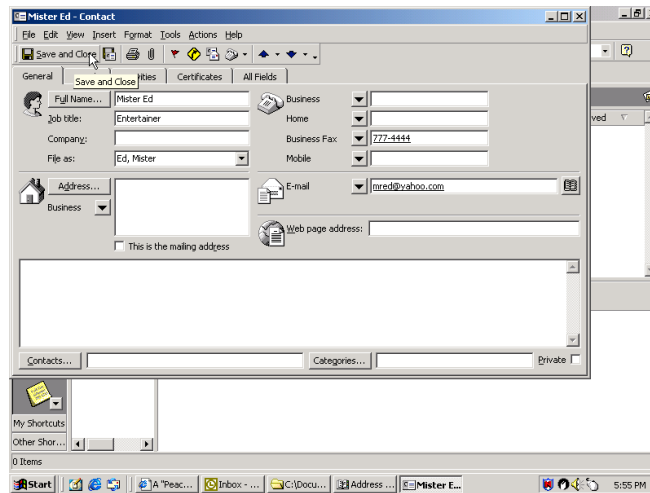 Mister Ed - Contact
File Edit View Insert Format Tools Actions Help
Save and Close
General ities Certificates All Fields
Save and Close
Full Name... Mister Ed Business
Job title: Entertainer Home
Company: Business Fax 777-4444
File as: Ed, Mister Mobile
Address... E-mail mred@yahoo.com
Business
Web page address:
This is the mailing address
Contacts... Categories... Private
ved
My Shortcuts
Other Shor...
0 Items
Start A "Peac... Inbox - ... C:\Docu... Address ... Mister E... 5:55 PM